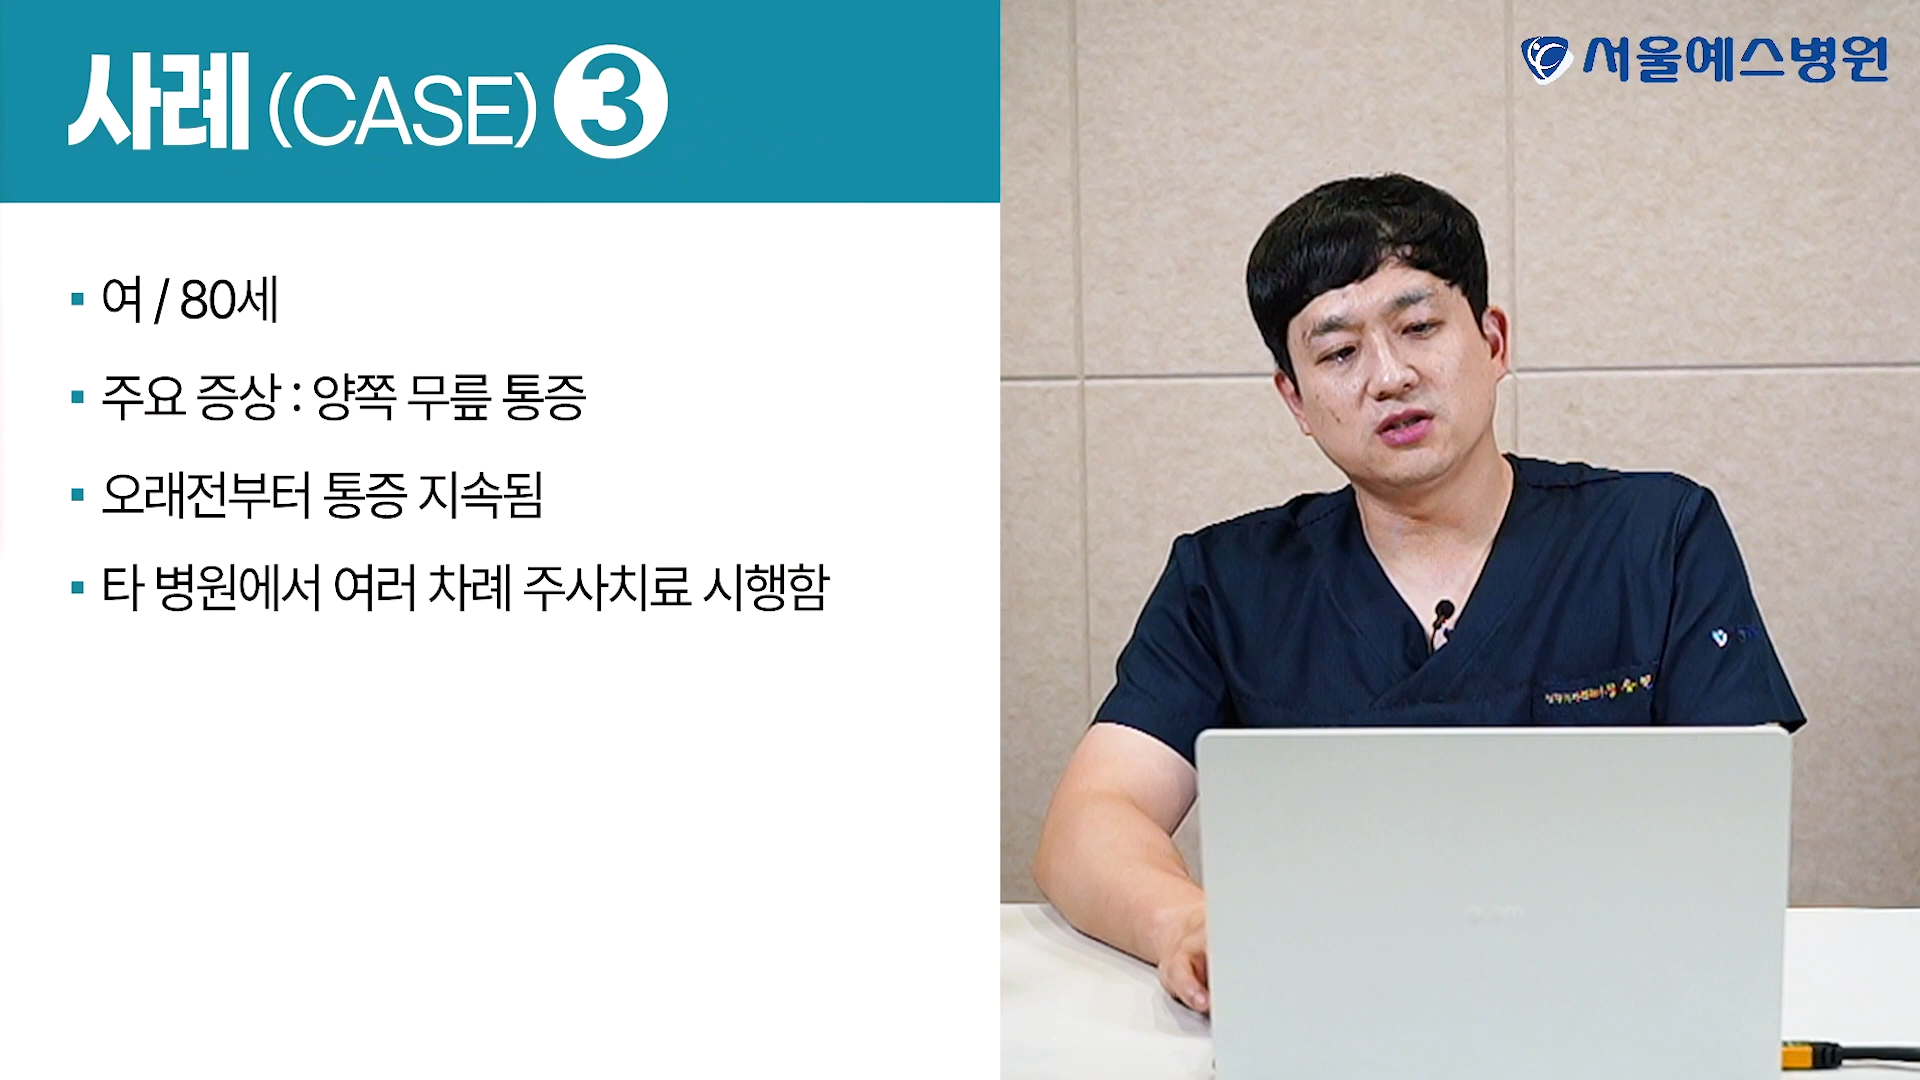 사례 (CASE) 3
서울예스병원
여 / 80세
주요 증상 : 양쪽 무릎 통증
오래전부터 통증 지속됨
타 병원에서 여러 차례 주사치료 시행함